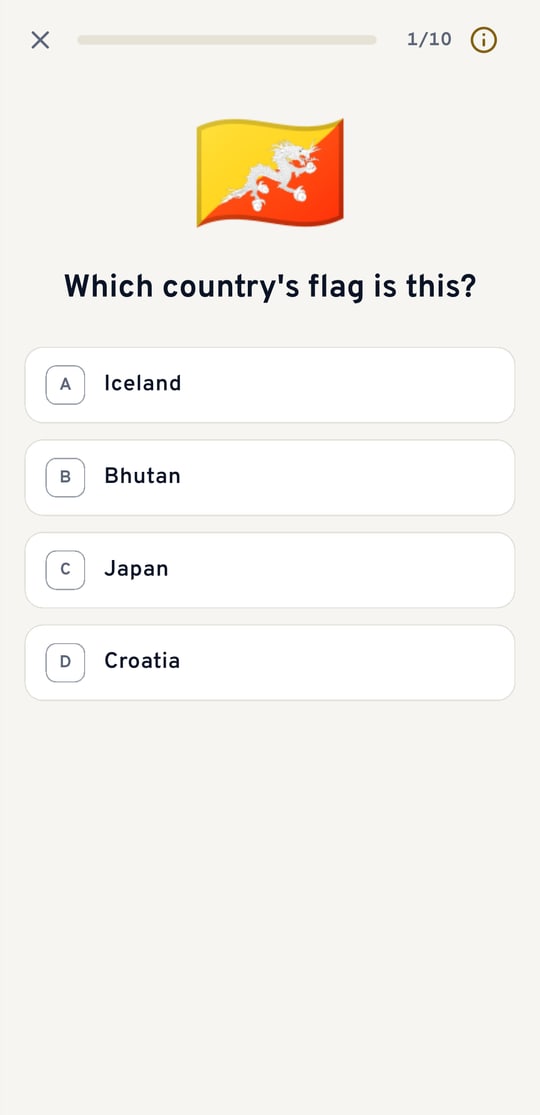 1/10
Which country's flag is this?
A Iceland
B Bhutan
C Japan
D Croatia